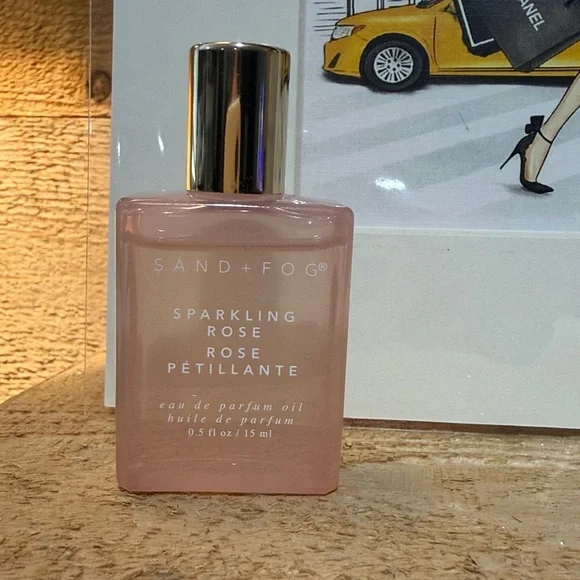 CHANEL
SAND + FOG®
SPARKLING
ROSE
ROSE
PÉTILLANTE
eau de parfum oil
huile de parfum
0.5 fl oz / 15 ml